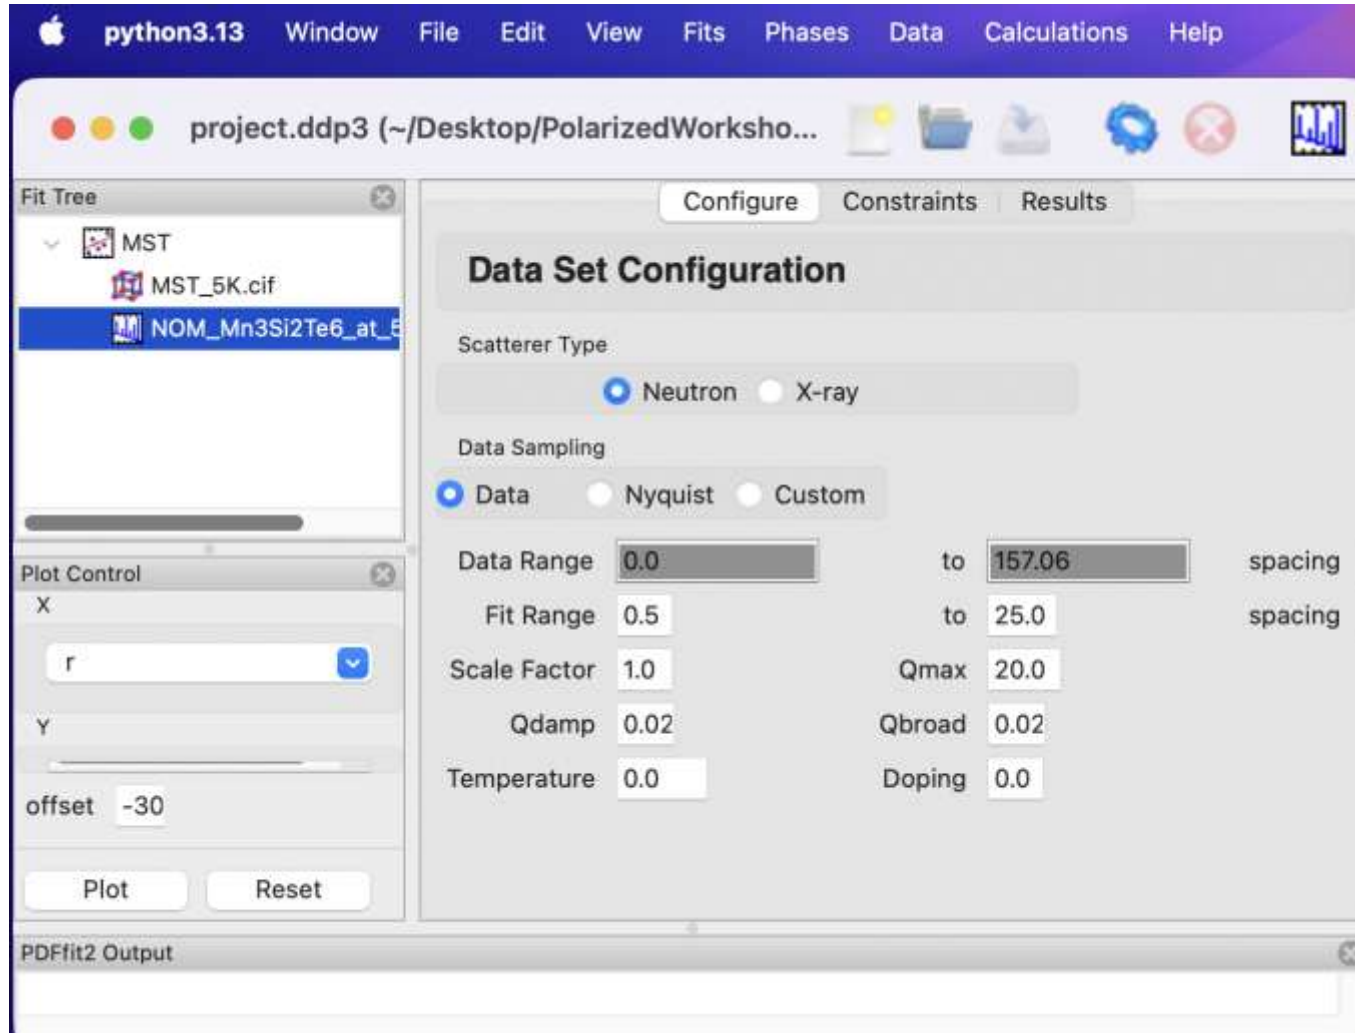 python3.13 Window File Edit View Fits Phases Data Calculations Help
project.ddp3 (~/Desktop/PolarizedWorksho...
Fit Tree
MST
MST_5K.cif
NOM_Mn3Si2Te6_at_5
Configure Constraints Results
Data Set Configuration
Scatterer Type
Neutron X-ray
Data Sampling
Data Nyquist Custom
Data Range 0.0 to 157.06 spacing
Fit Range 0.5 to 25.0 spacing
Scale Factor 1.0 Qmax 20.0
Qdamp 0.02 Qbroad 0.02
Temperature 0.0 Doping 0.0
Plot Control
X
r
Y
offset -30
Plot Reset
PDFfit2 Output